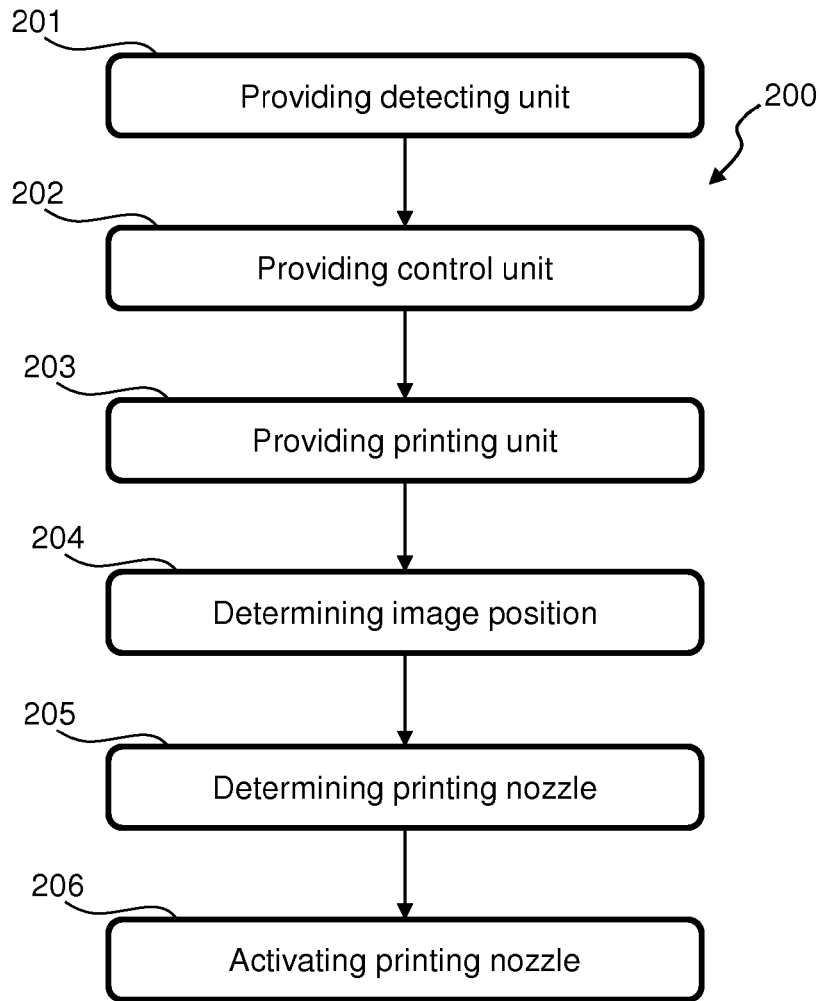 201
Providing detecting unit
200
202
Providing control unit
203
Providing printing unit
204
Determining image position
205
Determining printing nozzle
206
Activating printing nozzle